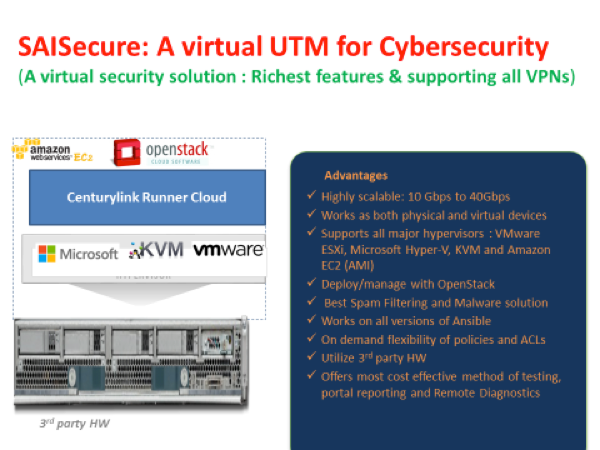 SAISecure: A virtual UTM for Cybersecurity
(A virtual security solution : Richest features & supporting all VPNs)
amazon
webservices™ EC2
openstack™
CLOUD SOFTWARE
Centurylink Runner Cloud
Microsoft
KVM
vmware
HYPERVISOR
3rd party HW
Advantages
✓ Highly scalable: 10 Gbps to 40Gbps
✓ Works as both physical and virtual devices
✓ Supports all major hypervisors : VMware
ESXi, Microsoft Hyper-V, KVM and Amazon
EC2 (AMI)
✓ Deploy/manage with OpenStack
✓ Best Spam Filtering and Malware solution
✓ Works on all versions of Ansible
✓ On demand flexibility of policies and ACLs
✓ Utilize 3rd party HW
✓ Offers most cost effective method of testing,
portal reporting and Remote Diagnostics